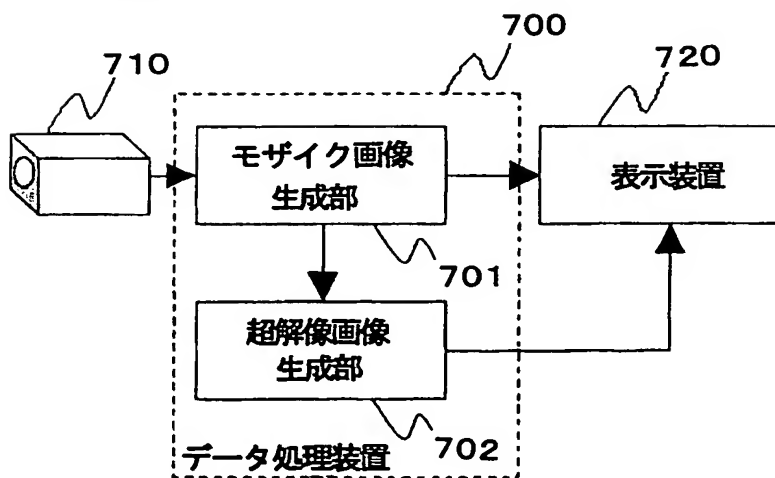 700
710
720
モザイク画像
生成部
表示装置
701
超解像画像
生成部
702
データ処理装置